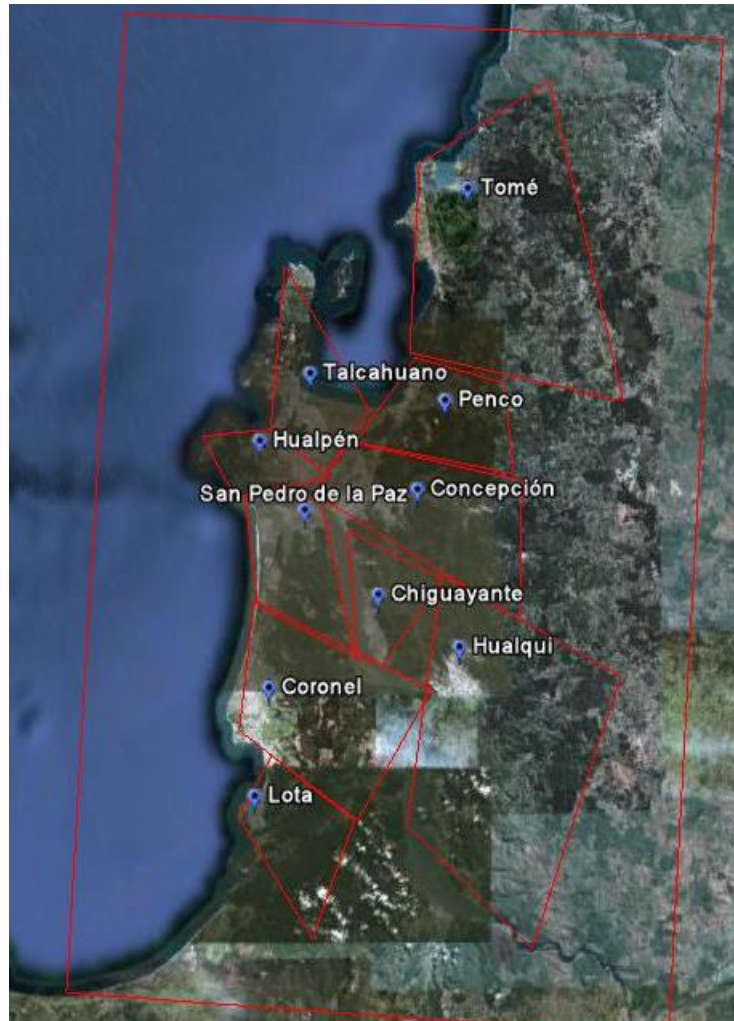 Tomé
Talcahuano
Penco
Hualpén
San Pedro de la Paz
Concepción
Chiguayante
Hualqui
Coronel
Lota